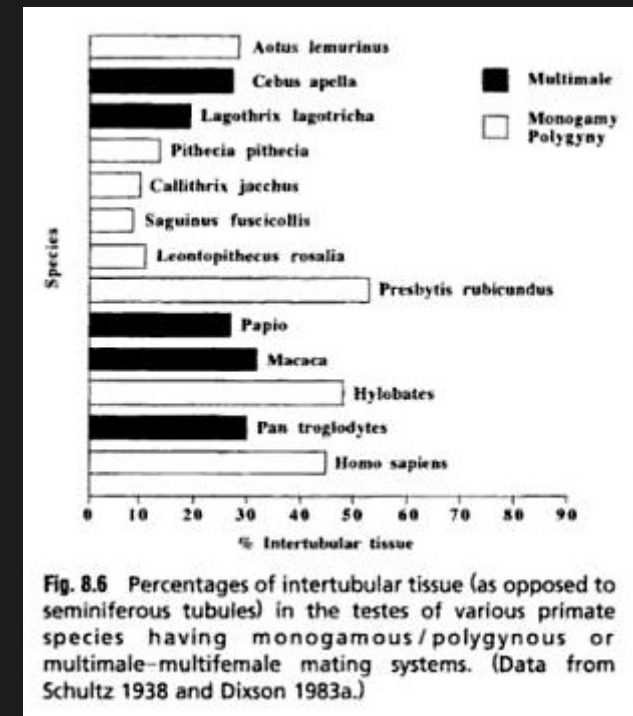 Aotus lemurinus
Cebus apella
Lagothrix lagotricha
Pithecia pithecia
Callithrix jacchus
Saguinus fuscicollis
Leontopithecus rosalia
Presbytis rubicundus
Papio
Macaca
Hylobates
Pan troglodytes
Homo sapiens
Multimale
Monogamy
Polygyny
Species
0 10 20 30 40 50 60 70 80 90
% Intertubular tissue
Fig. 8.6 Percentages of intertubular tissue (as opposed to
seminiferous tubules) in the testes of various primate
species having monogamous/polygynous or
multimale–multifemale mating systems. (Data from
Schultz 1938 and Dixson 1983a.)